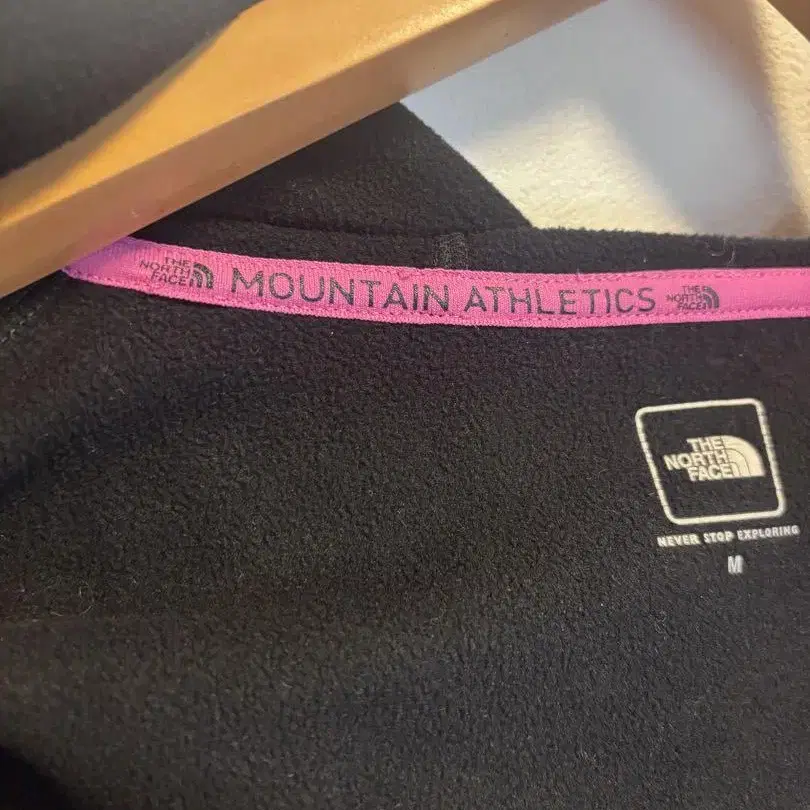 THE
NORTH
FACE
MOUNTAIN ATHLETICS
THE
NORTH
FACE
THE
NORTH
FACE
NEVER STOP EXPLORING
M